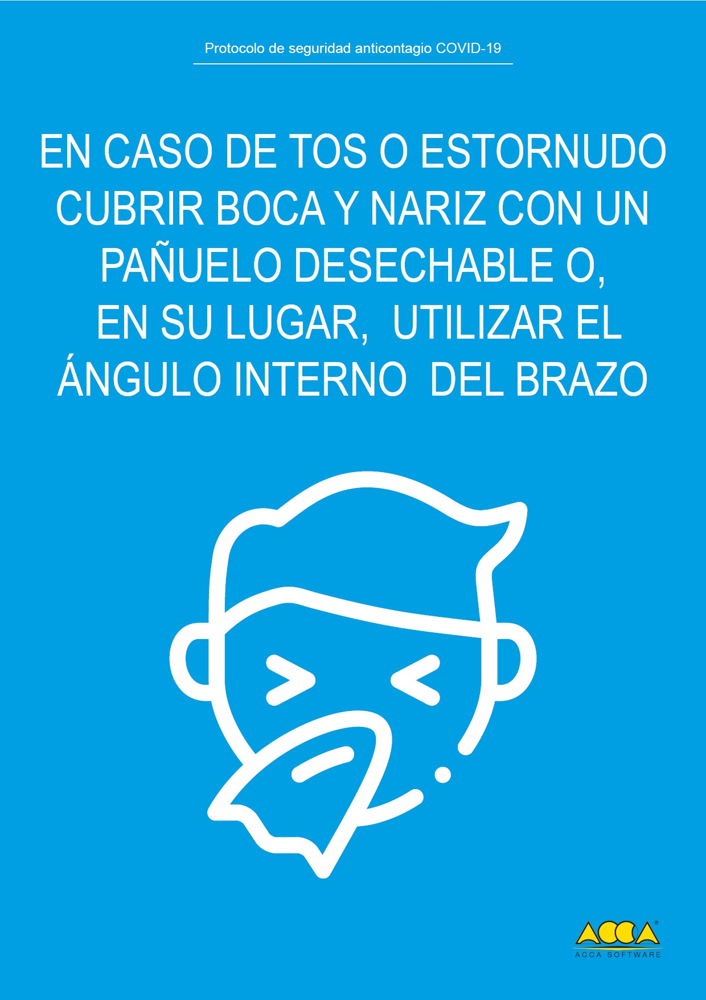 Protocolo de seguridad anticontagio COVID-19
EN CASO DE TOS O ESTORNUDO
CUBRIR BOCA Y NARIZ CON UN
PAÑUELO DESECHABLE O,
EN SU LUGAR, UTILIZAR EL
ÁNGULO INTERNO DEL BRAZO
ACCA®
ACCA SOFTWARE